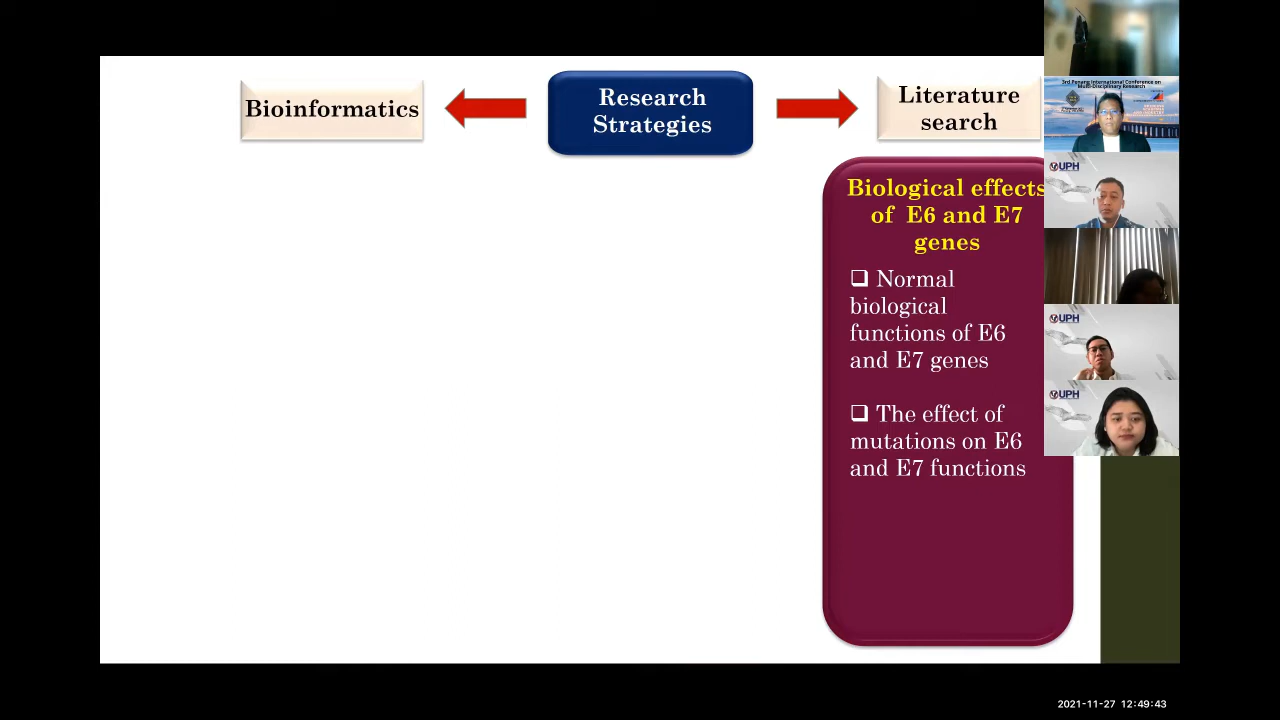 Bioinformatics
Research
Strategies
Literature
search
Biological effects
of E6 and E7
genes
❑ Normal
biological
functions of E6
and E7 genes
❑ The effect of
mutations on E6
and E7 functions
3rd Penang International Conference on
Multi-Disciplinary Research
UPH
UPH
UPH
2021-11-27 12:49:43